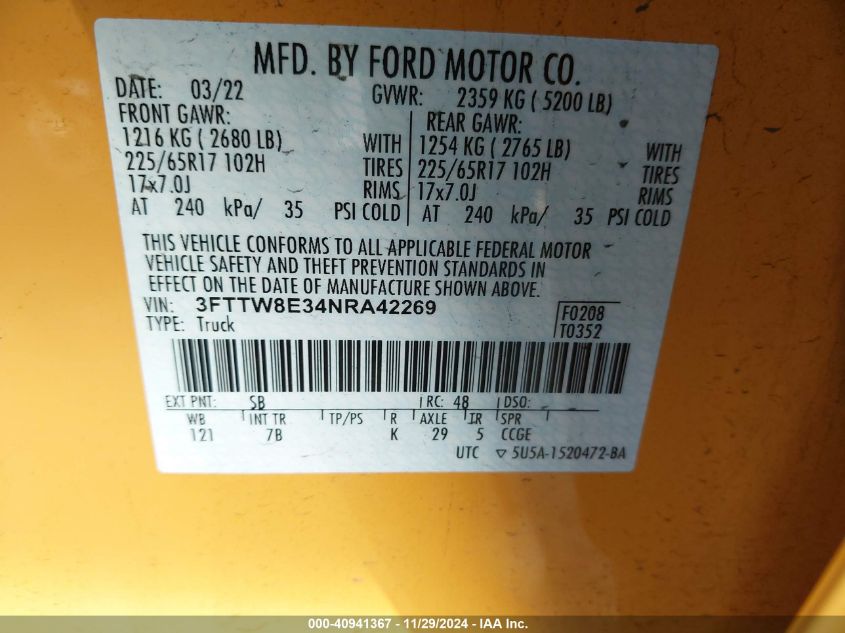 MFD. BY FORD MOTOR CO.
DATE: 03/22 GVWR: 2359 KG ( 5200 LB)
FRONT GAWR: REAR GAWR:
1216 KG ( 2680 LB) WITH 1254 KG ( 2765 LB) WITH
225/65R17 102H TIRES 225/65R17 102H TIRES
17x7.0J RIMS 17x7.0J RIMS
AT 240 kPa/ 35 PSI COLD AT 240 kPa/ 35 PSI COLD
THIS VEHICLE CONFORMS TO ALL APPLICABLE FEDERAL MOTOR
VEHICLE SAFETY AND THEFT PREVENTION STANDARDS IN
EFFECT ON THE DATE OF MANUFACTURE SHOWN ABOVE.
VIN: 3FTTW8E34NRA42269 F0208
TYPE: Truck T0352
EXT PNT: SB RC: 48 DSO:
WB INT TR TP/PS R AXLE IR SPR
121 7B K 29 5 CCGE
UTC ▽ 5U5A-1520472-BA
000-40941367 - 11/29/2024 - IAA Inc.